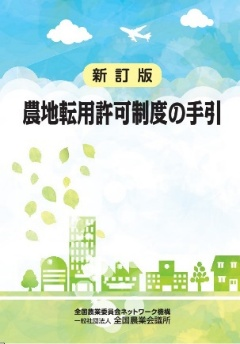 新訂版
農地転用許可制度の手引
全国農業委員会ネットワーク機構
一般社団法人 全国農業会議所